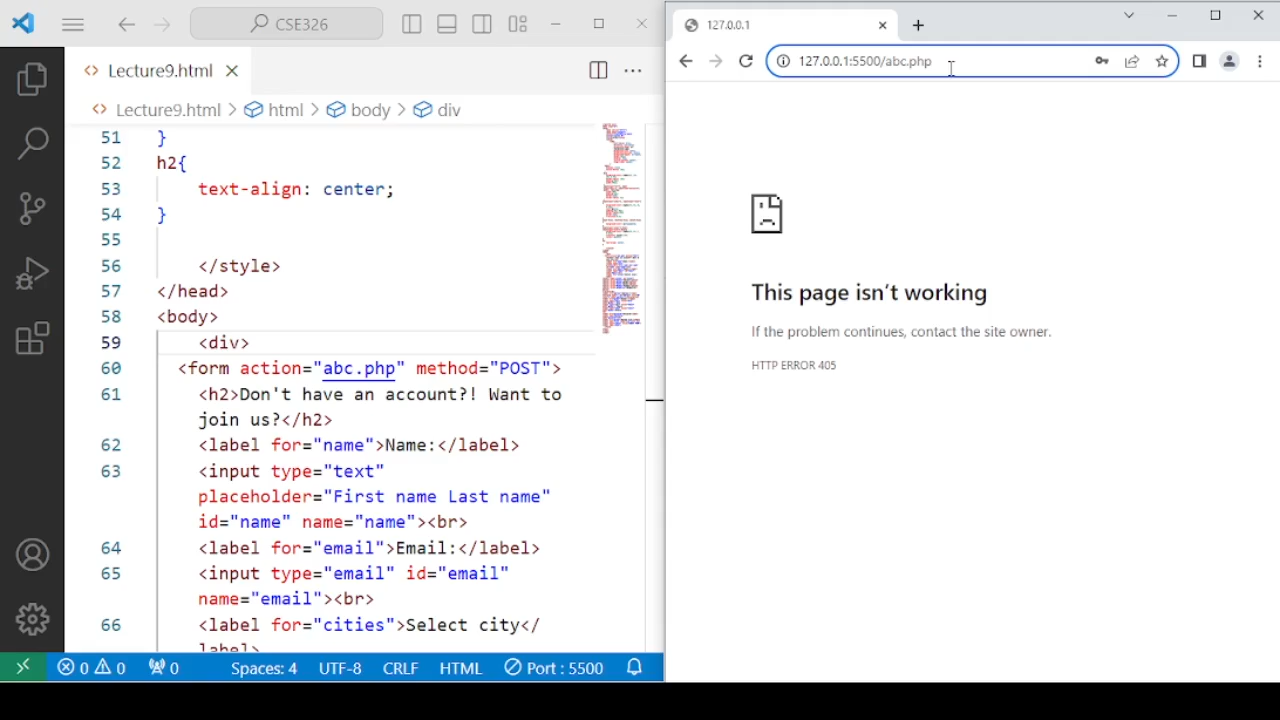 CSE326
Lecture9.html
Lecture9.html > html > body > div
51 }
52 h2{
53 text-align: center;
54 }
55
56 </style>
57 </head>
58 <body>
59 <div>
60 <form action="abc.php" method="POST">
61 <h2>Don't have an account?! Want to
join us?</h2>
62 <label for="name">Name:</label>
63 <input type="text"
placeholder="First name Last name"
id="name" name="name"><br>
64 <label for="email">Email:</label>
65 <input type="email" id="email"
name="email"><br>
66 <label for="cities">Select city</
label>
0 0 0 Spaces: 4 UTF-8 CRLF HTML Port : 5500
127.0.0.1
127.0.0.1:5500/abc.php
This page isn’t working
If the problem continues, contact the site owner.
HTTP ERROR 405